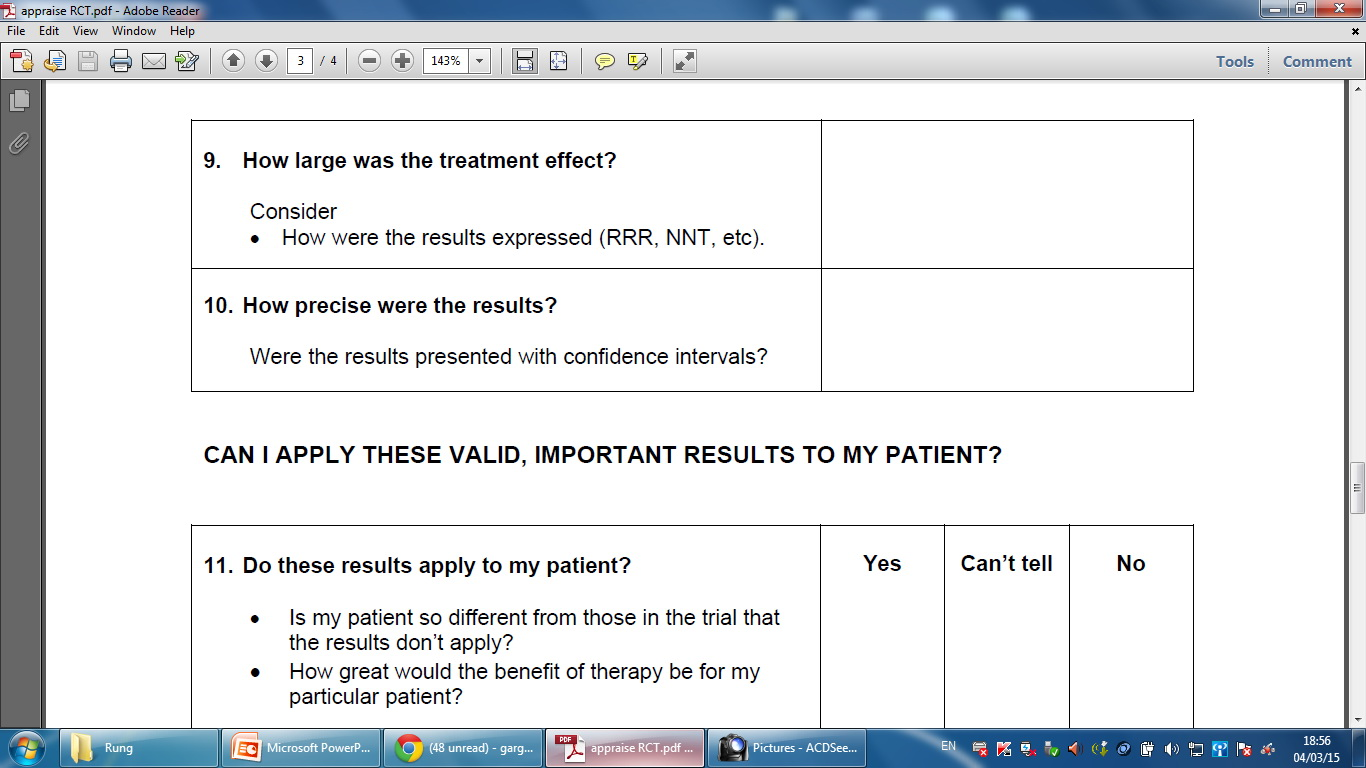 appraise RCT.pdf - Adobe Reader
File Edit View Window Help
3 / 4 143% Tools Comment
9. How large was the treatment effect?
Consider
• How were the results expressed (RRR, NNT, etc).
10. How precise were the results?
Were the results presented with confidence intervals?
CAN I APPLY THESE VALID, IMPORTANT RESULTS TO MY PATIENT?
11. Do these results apply to my patient? Yes Can't tell No
• Is my patient so different from those in the trial that
the results don't apply?
• How great would the benefit of therapy be for my
particular patient?
Rung Microsoft PowerP... (48 unread) - garg... appraise RCT.pdf ... Pictures - ACDSee... EN 18:56
04/03/15